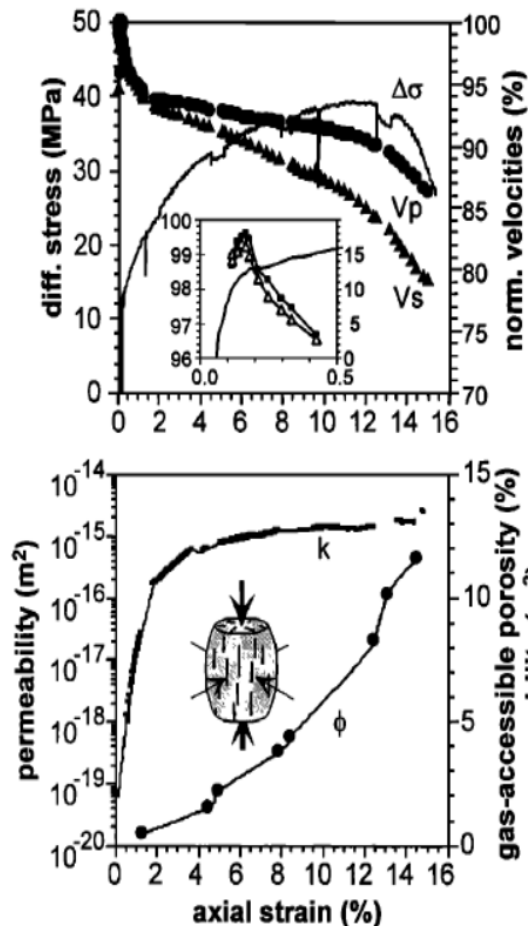 50
40
30
20
10
0
diff. stress (MPa)
100
95
90
85
80
75
70
norm. velocities (%)
Δσ
Vp
Vs
100
99
98
97
96
15
10
5
0
0.0
0.5
0 2 4 6 8 10 12 14 16
10⁻¹⁴
10⁻¹⁵
10⁻¹⁶
10⁻¹⁷
10⁻¹⁸
10⁻¹⁹
10⁻²⁰
permeability (m²)
15
10
5
0
gas-accessible porosity (%)
k
ϕ
0 2 4 6 8 10 12 14 16
axial strain (%)